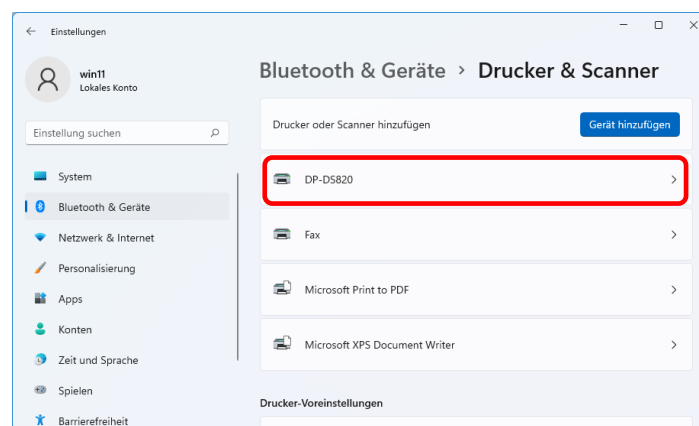 Einstellungen
win11
Lokales Konto
Einstellung suchen
System
Bluetooth & Geräte
Netzwerk & Internet
Personalisierung
Apps
Konten
Zeit und Sprache
Spielen
Barrierefreiheit
Bluetooth & Geräte > Drucker & Scanner
Drucker oder Scanner hinzufügen
Gerät hinzufügen
DP-DS820
Fax
Microsoft Print to PDF
Microsoft XPS Document Writer
Drucker-Voreinstellungen